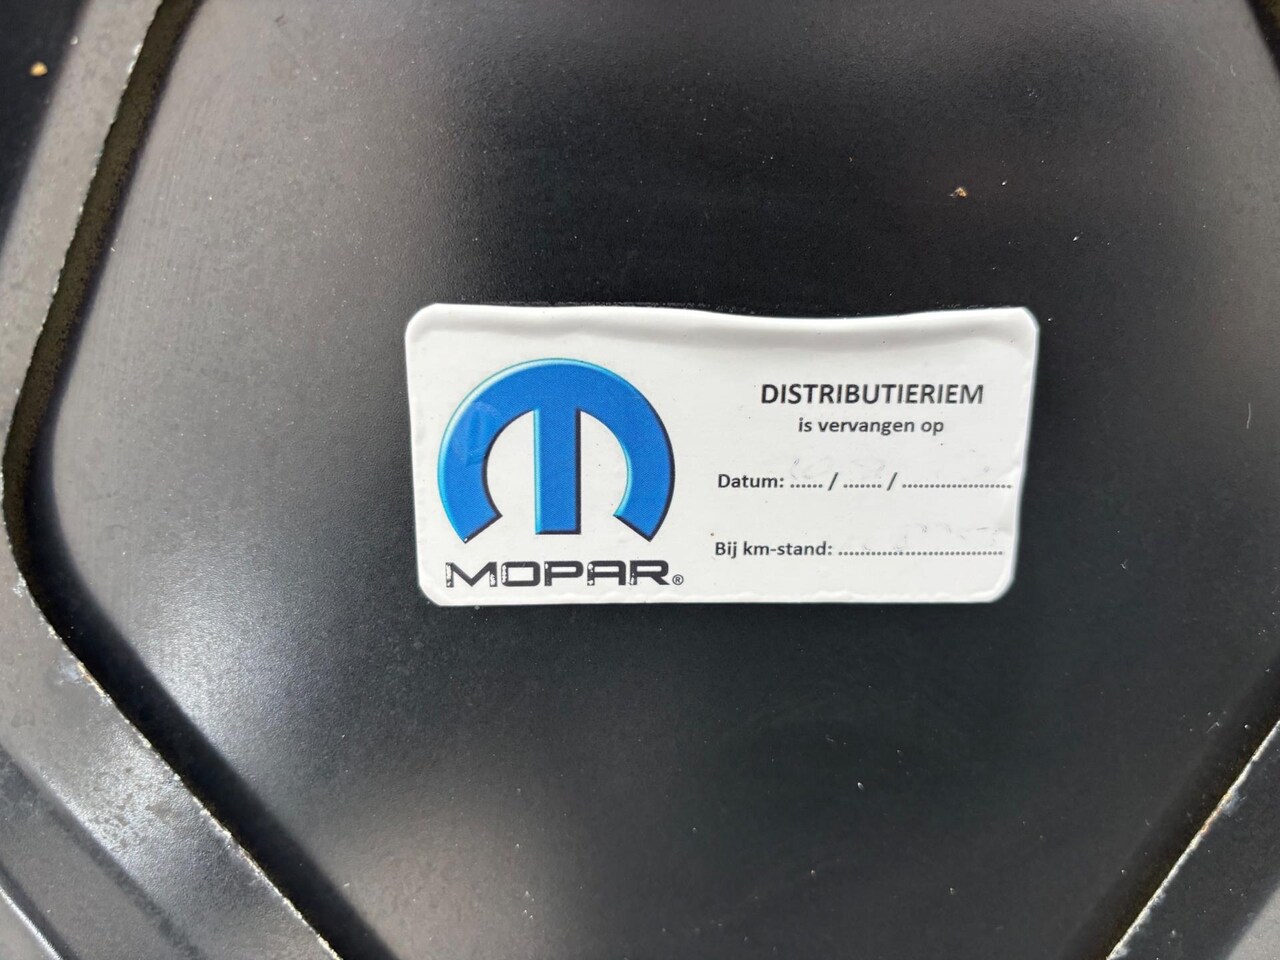 DISTRIBUTIERIEM
is vervangen op
Datum: ...... / ....... / ....................
Bij km-stand: ..............................
MOPAR®